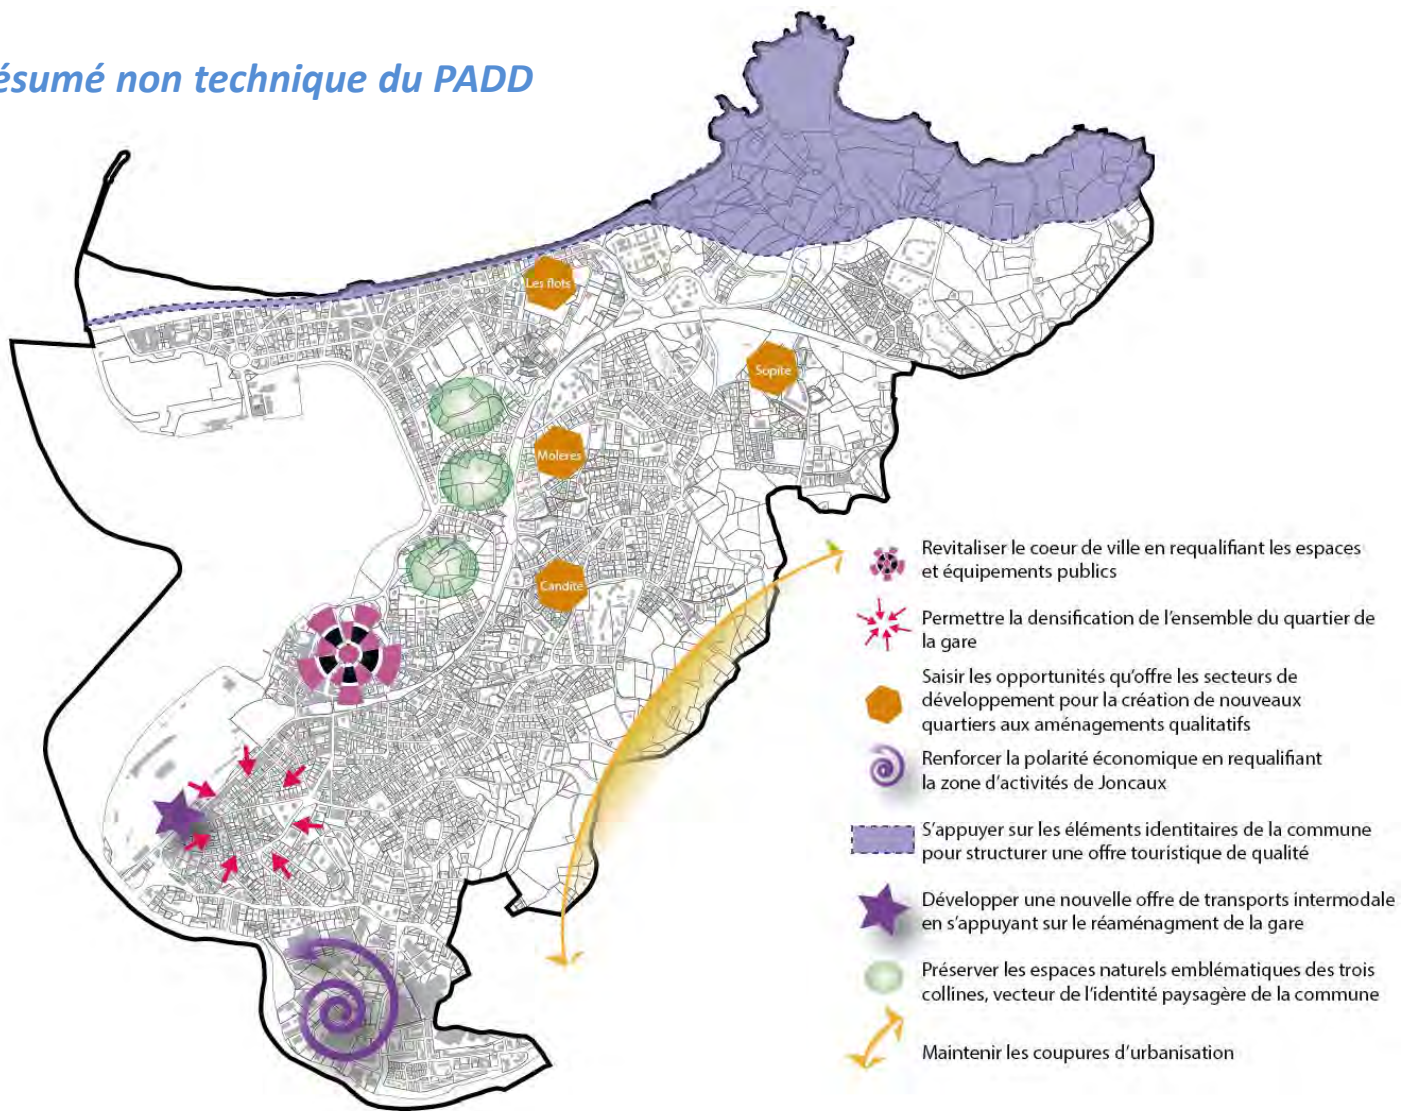 ésumé non technique du PADD
Les flots
Sopite
Moleres
Candité
Revitaliser le coeur de ville en requalifiant les espaces
et équipements publics
Permettre la densification de l'ensemble du quartier de
la gare
Saisir les opportunités qu'offre les secteurs de
développement pour la création de nouveaux
quartiers aux aménagements qualitatifs
Renforcer la polarité économique en requalifiant
la zone d'activités de Joncaux
S'appuyer sur les éléments identitaires de la commune
pour structurer une offre touristique de qualité
Développer une nouvelle offre de transports intermodale
en s'appuyant sur le réaménagment de la gare
Préserver les espaces naturels emblématiques des trois
collines, vecteur de l'identité paysagère de la commune
Maintenir les coupures d'urbanisation